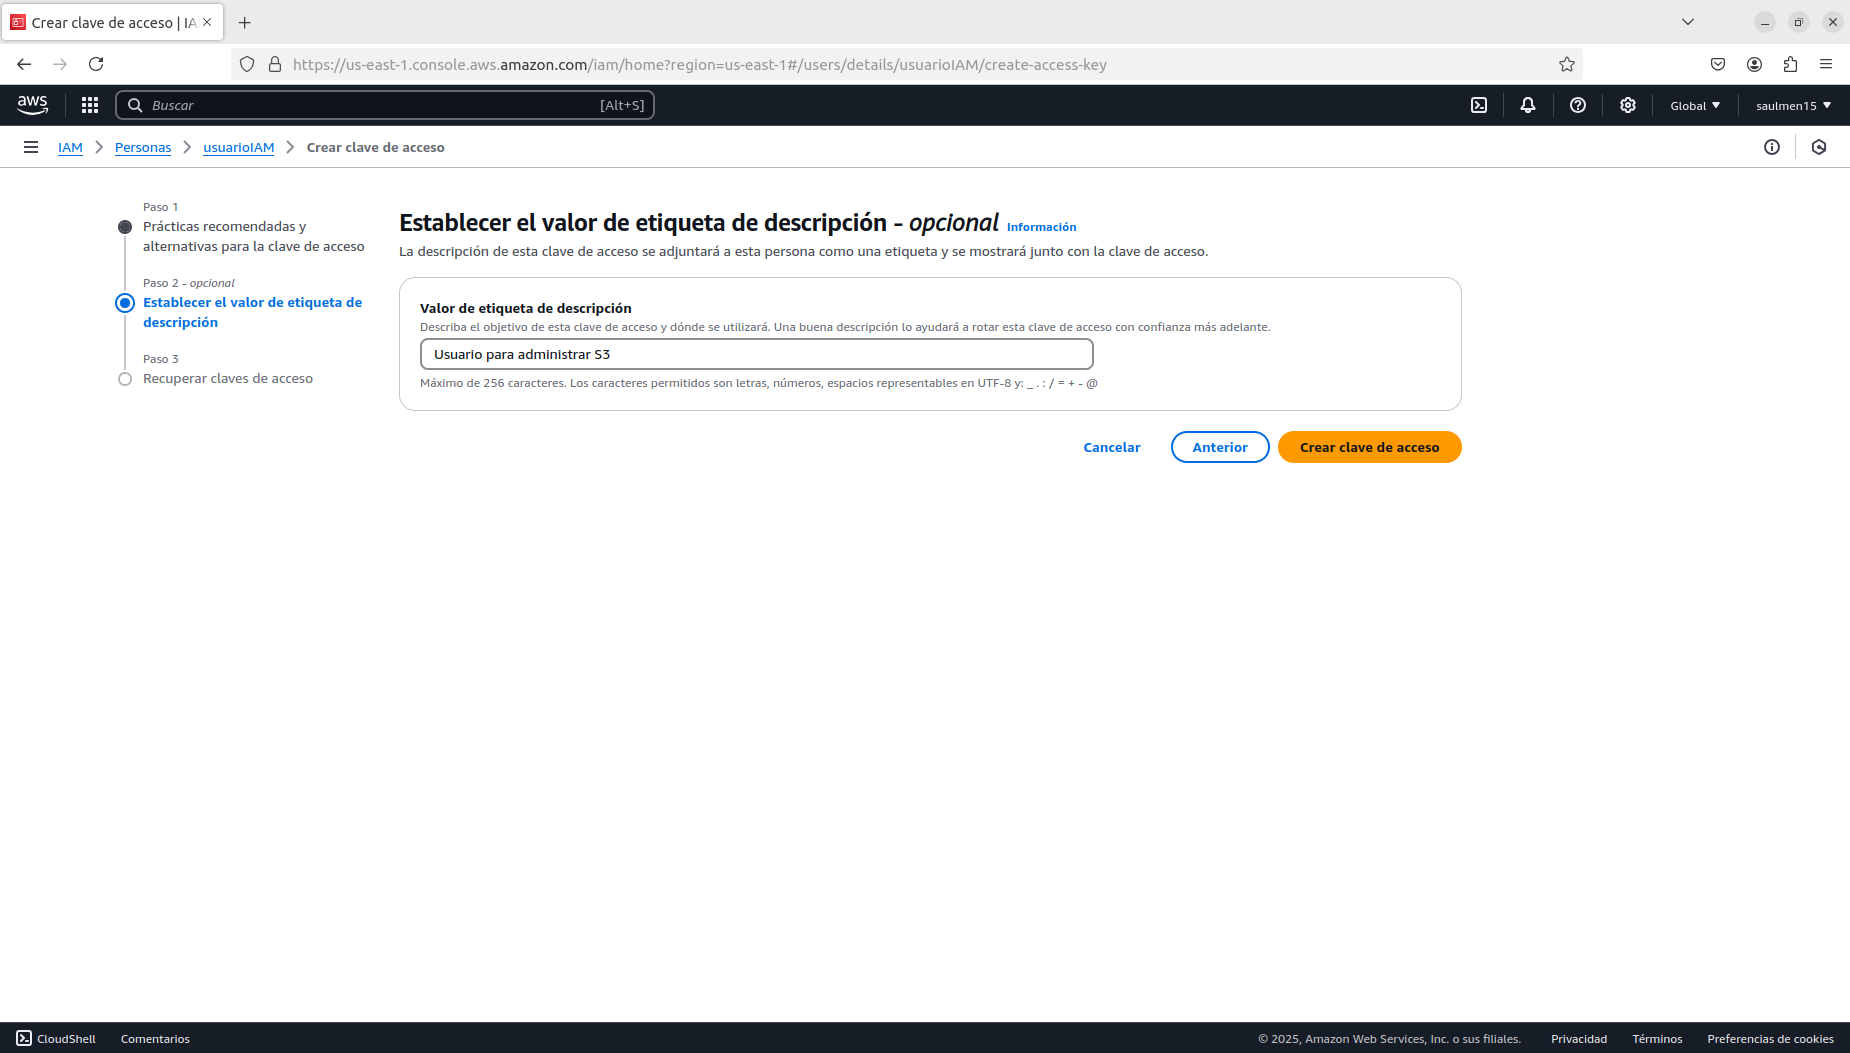 Crear clave de acceso | IA
https://us-east-1.console.aws.amazon.com/iam/home?region=us-east-1#/users/details/usuarioIAM/create-access-key
aws
Buscar
[Alt+S]
Global
saulmen15
IAM
Personas
usuarioIAM
Crear clave de acceso
Paso 1
Prácticas recomendadas y
alternativas para la clave de acceso
Paso 2 - opcional
Establecer el valor de etiqueta de
descripción
Paso 3
Recuperar claves de acceso
Establecer el valor de etiqueta de descripción - opcional Información
La descripción de esta clave de acceso se adjuntará a esta persona como una etiqueta y se mostrará junto con la clave de acceso.
Valor de etiqueta de descripción
Describa el objetivo de esta clave de acceso y dónde se utilizará. Una buena descripción lo ayudará a rotar esta clave de acceso con confianza más adelante.
Usuario para administrar S3
Máximo de 256 caracteres. Los caracteres permitidos son letras, números, espacios representables en UTF-8 y: _ . : / = + - @
Cancelar
Anterior
Crear clave de acceso
CloudShell
Comentarios
© 2025, Amazon Web Services, Inc. o sus filiales.
Privacidad
Términos
Preferencias de cookies